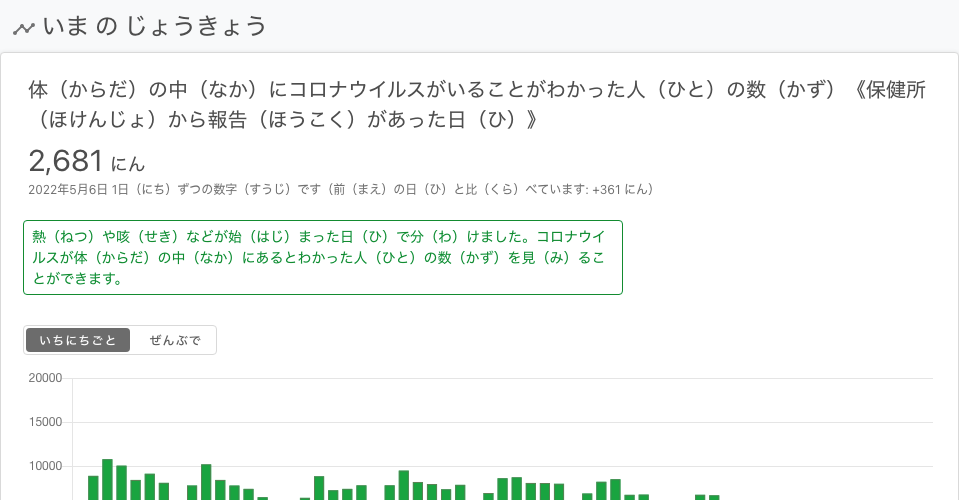 いま の じょうきょう
体（からだ）の中（なか）にコロナウイルスがいることがわかった人（ひと）の数（かず）《保健所
（ほけんじょ）から報告（ほうこく）があった日（ひ）》
2,681 にん
2022年5月6日 1日（にち）ずつの数字（すうじ）です（前（まえ）の日（ひ）と比（くら）べています: +361 にん）
熱（ねつ）や咳（せき）などが始（はじ）まった日（ひ）で分（わ）けました。コロナウイ
ルスが体（からだ）の中（なか）にあるとわかった人（ひと）の数（かず）を見（み）るこ
とができます。
いちにちごと ぜんぶで
20000
15000
10000